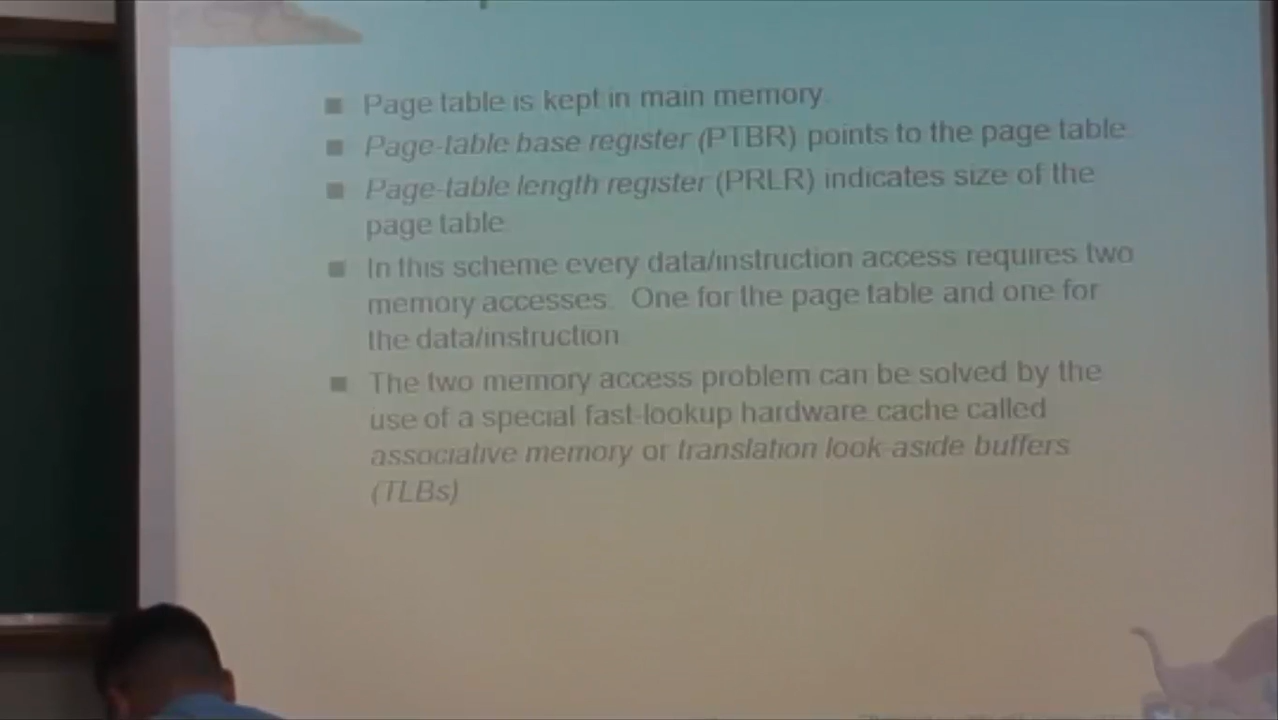 Page table is kept in main memory.
Page-table base register (PTBR) points to the page table.
Page-table length register (PRLR) indicates size of the
page table.
In this scheme every data/instruction access requires two
memory accesses.  One for the page table and one for
the data/instruction
The two memory access problem can be solved by the
use of a special fast-lookup hardware cache called
associative memory or translation look-aside buffers
(TLBs)